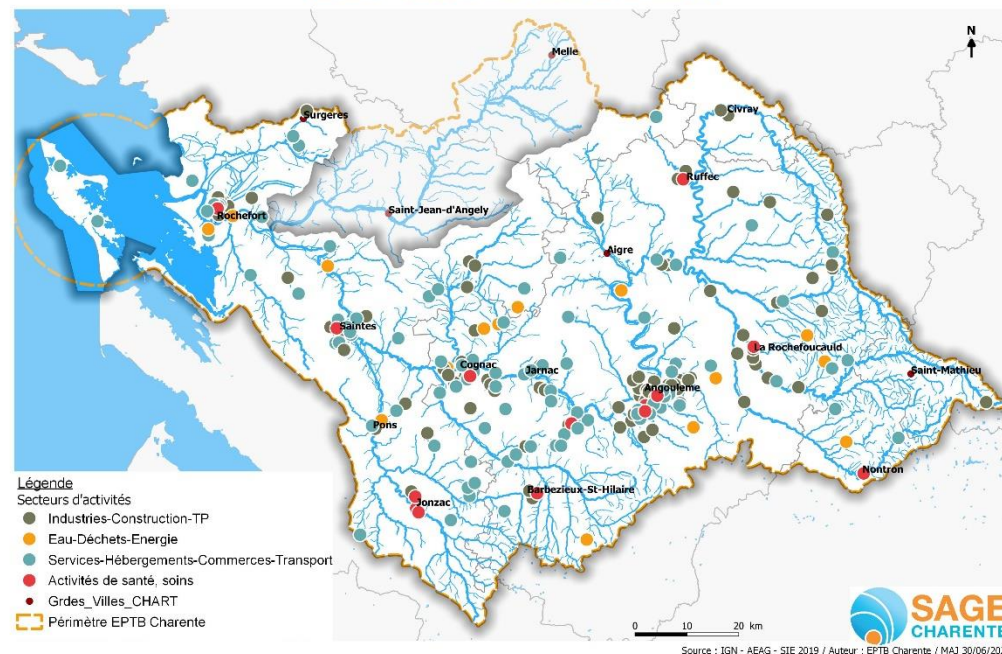 N
Melle
Surgères
Civray
Ruffec
Rochefort
Saint-Jean-d'Angely
Aigre
Saintes
La Rochefoucauld
Cognac
Jarnac
Saint-Mathieu
Angouleme
Pons
Nontron
Barbezieux-St-Hilaire
Jonzac
Légende
Secteurs d'activités
Industries-Construction-TP
Eau-Déchets-Energie
Services-Hébergements-Commerces-Transport
Activités de santé, soins
Grdes_Villes_CHART
Périmètre EPTB Charente
0 10 20 km
SAGE
CHARENTE
Source : IGN - AEAG - SIE 2019 / Auteur : EPTB Charente / MAJ 30/06/20